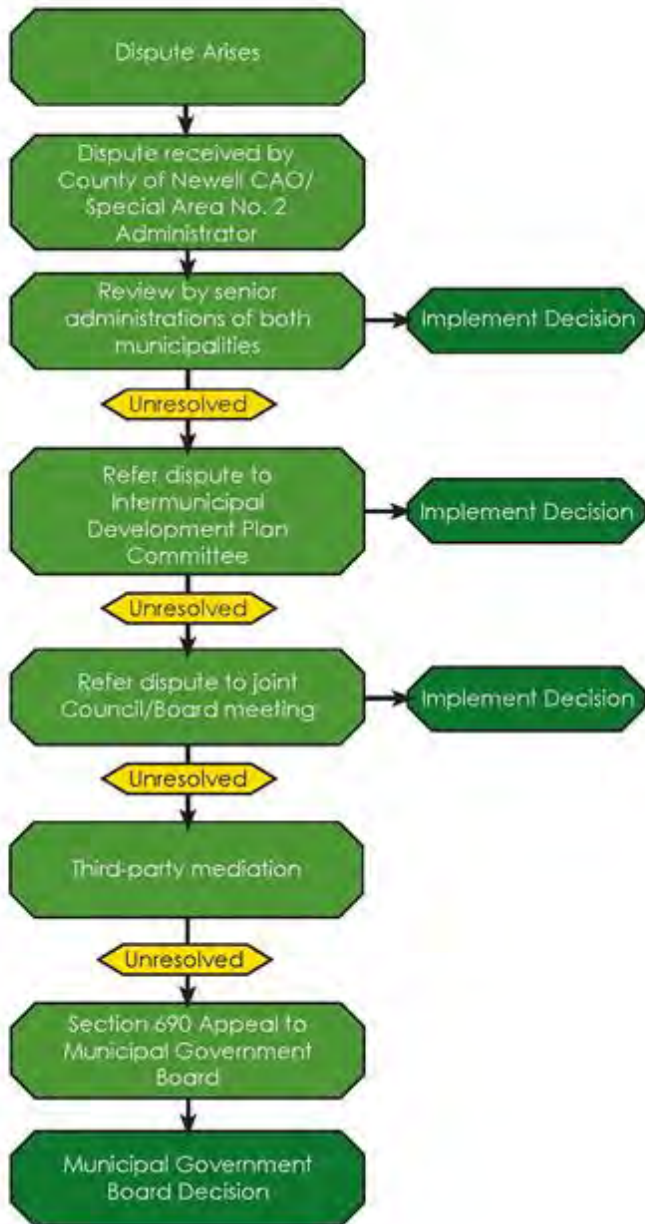 Dispute Arises
Dispute received by
County of Newell CAO/
Special Area No. 2
Administrator
Review by senior
administrations of both
municipalities
Implement Decision
Unresolved
Refer dispute to
Intermunicipal
Development Plan
Committee
Implement Decision
Unresolved
Refer dispute to joint
Council/Board meeting
Implement Decision
Unresolved
Third-party mediation
Unresolved
Section 690 Appeal to
Municipal Government
Board
Municipal Government
Board Decision